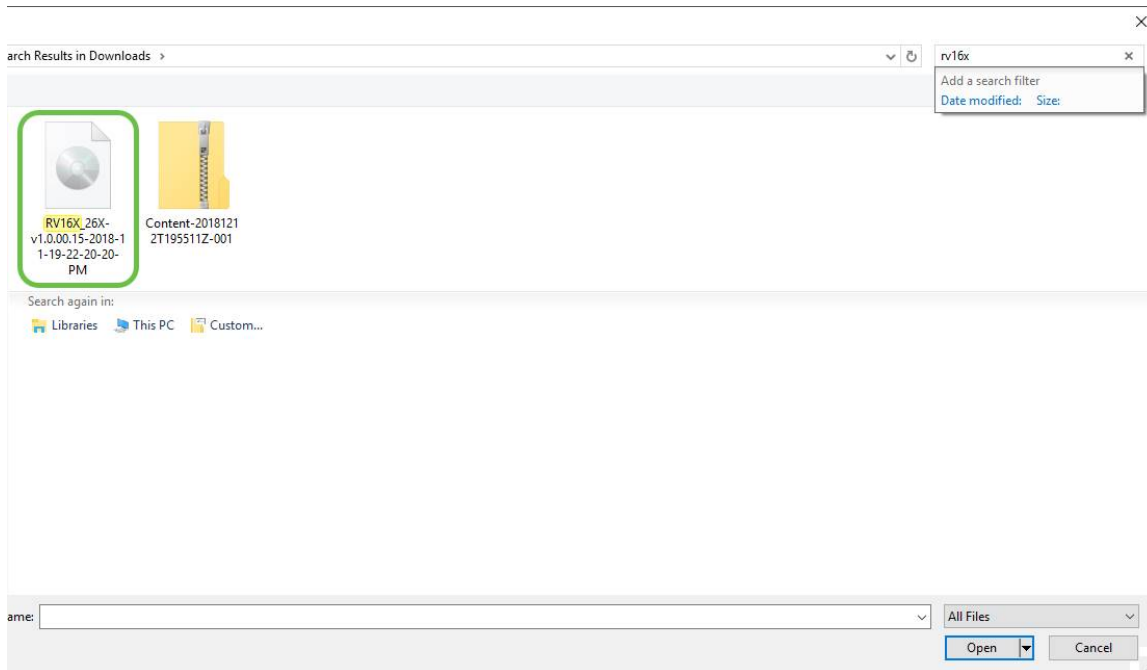 arch Results in Downloads
rv16x
Add a search filter
Date modified: Size:
RV16X_26X-
v1.0.00.15-2018-1
1-19-22-20-20-
PM
Content-2018121
2T195511Z-001
Search again in:
Libraries This PC Custom...
ame:
All Files
Open Cancel